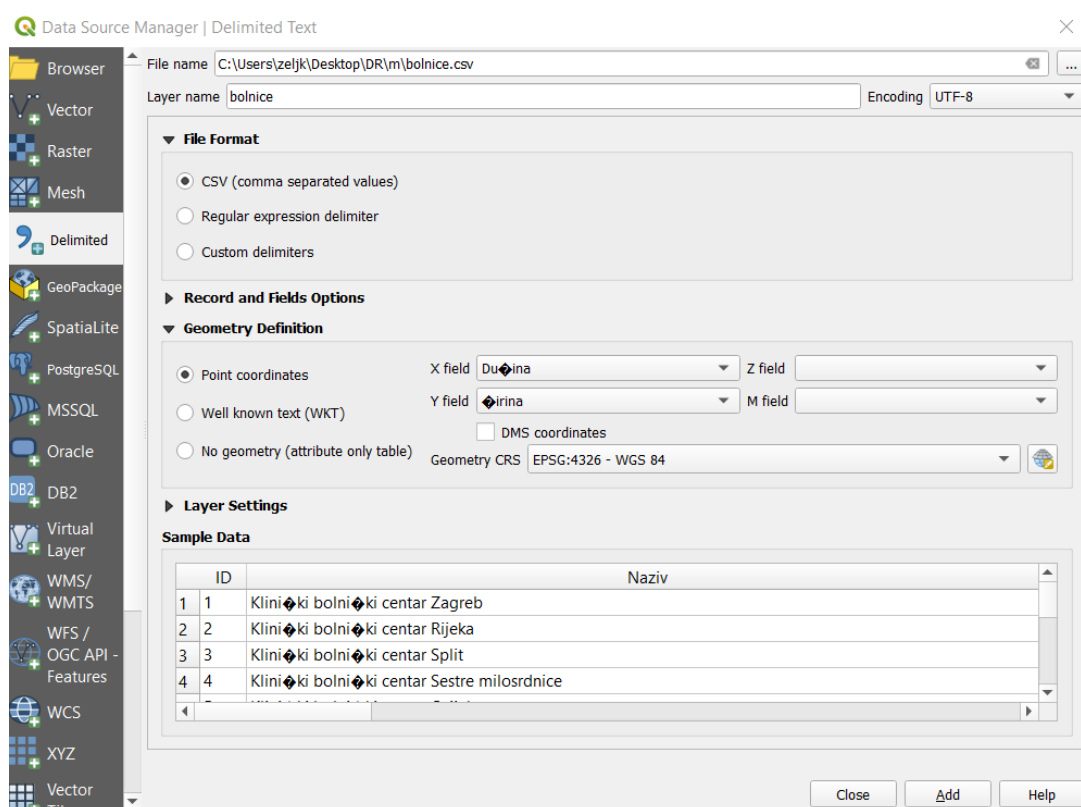 Data Source Manager | Delimited Text
Browser
Vector
Raster
Mesh
Delimited
GeoPackage
SpatiaLite
PostgreSQL
MSSQL
Oracle
DB2
DB2
Virtual
Layer
WMS/
WMTS
WFS /
OGC API -
Features
WCS
XYZ
Vector
File name C:\Users\zeljk\Desktop\DR\m\bolnice.csv ...
Layer name bolnice Encoding UTF-8
File Format
CSV (comma separated values)
Regular expression delimiter
Custom delimiters
Record and Fields Options
Geometry Definition
Point coordinates
Well known text (WKT)
No geometry (attribute only table)
X field Du�ina Z field
Y field �irina M field
DMS coordinates
Geometry CRS EPSG:4326 - WGS 84
Layer Settings
Sample Data
ID Naziv
1 1 Klini�ki bolni�ki centar Zagreb
2 2 Klini�ki bolni�ki centar Rijeka
3 3 Klini�ki bolni�ki centar Split
4 4 Klini�ki bolni�ki centar Sestre milosrdnice
Close Add Help